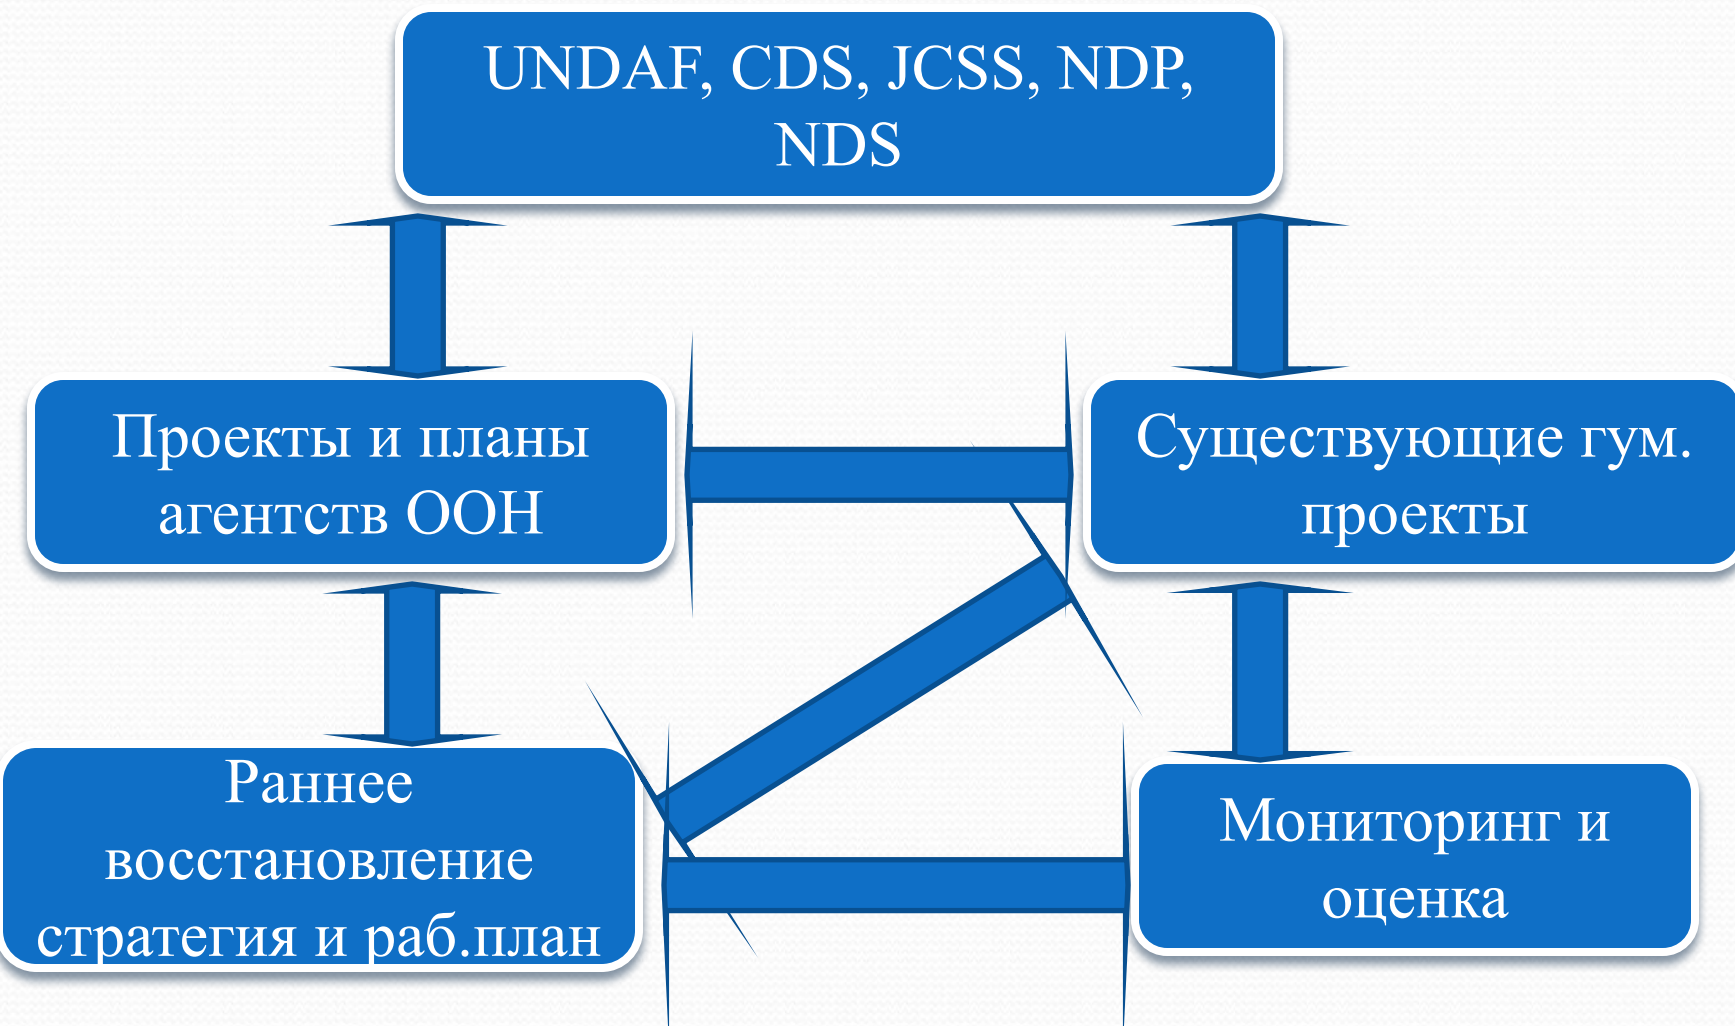 UNDAF, CDS, JCSS, NDP,
NDS
Проекты и планы
агентств ООН
Существующие гум.
проекты
Раннее
восстановление
стратегия и раб.план
Мониторинг и
оценка